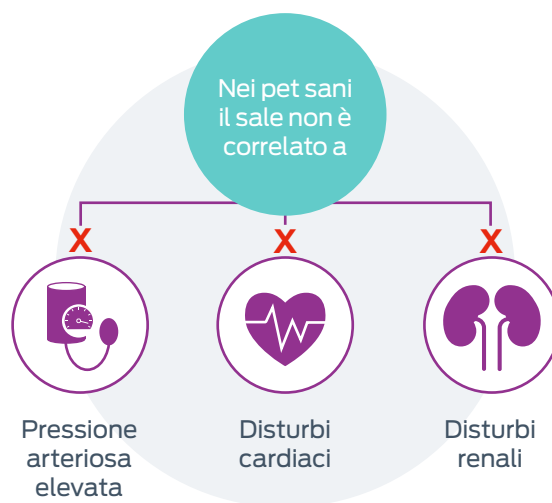 Nei pet sani
il sale non è
correlato a
X X X
Pressione
arteriosa
elevata
Disturbi
cardiaci
Disturbi
renali